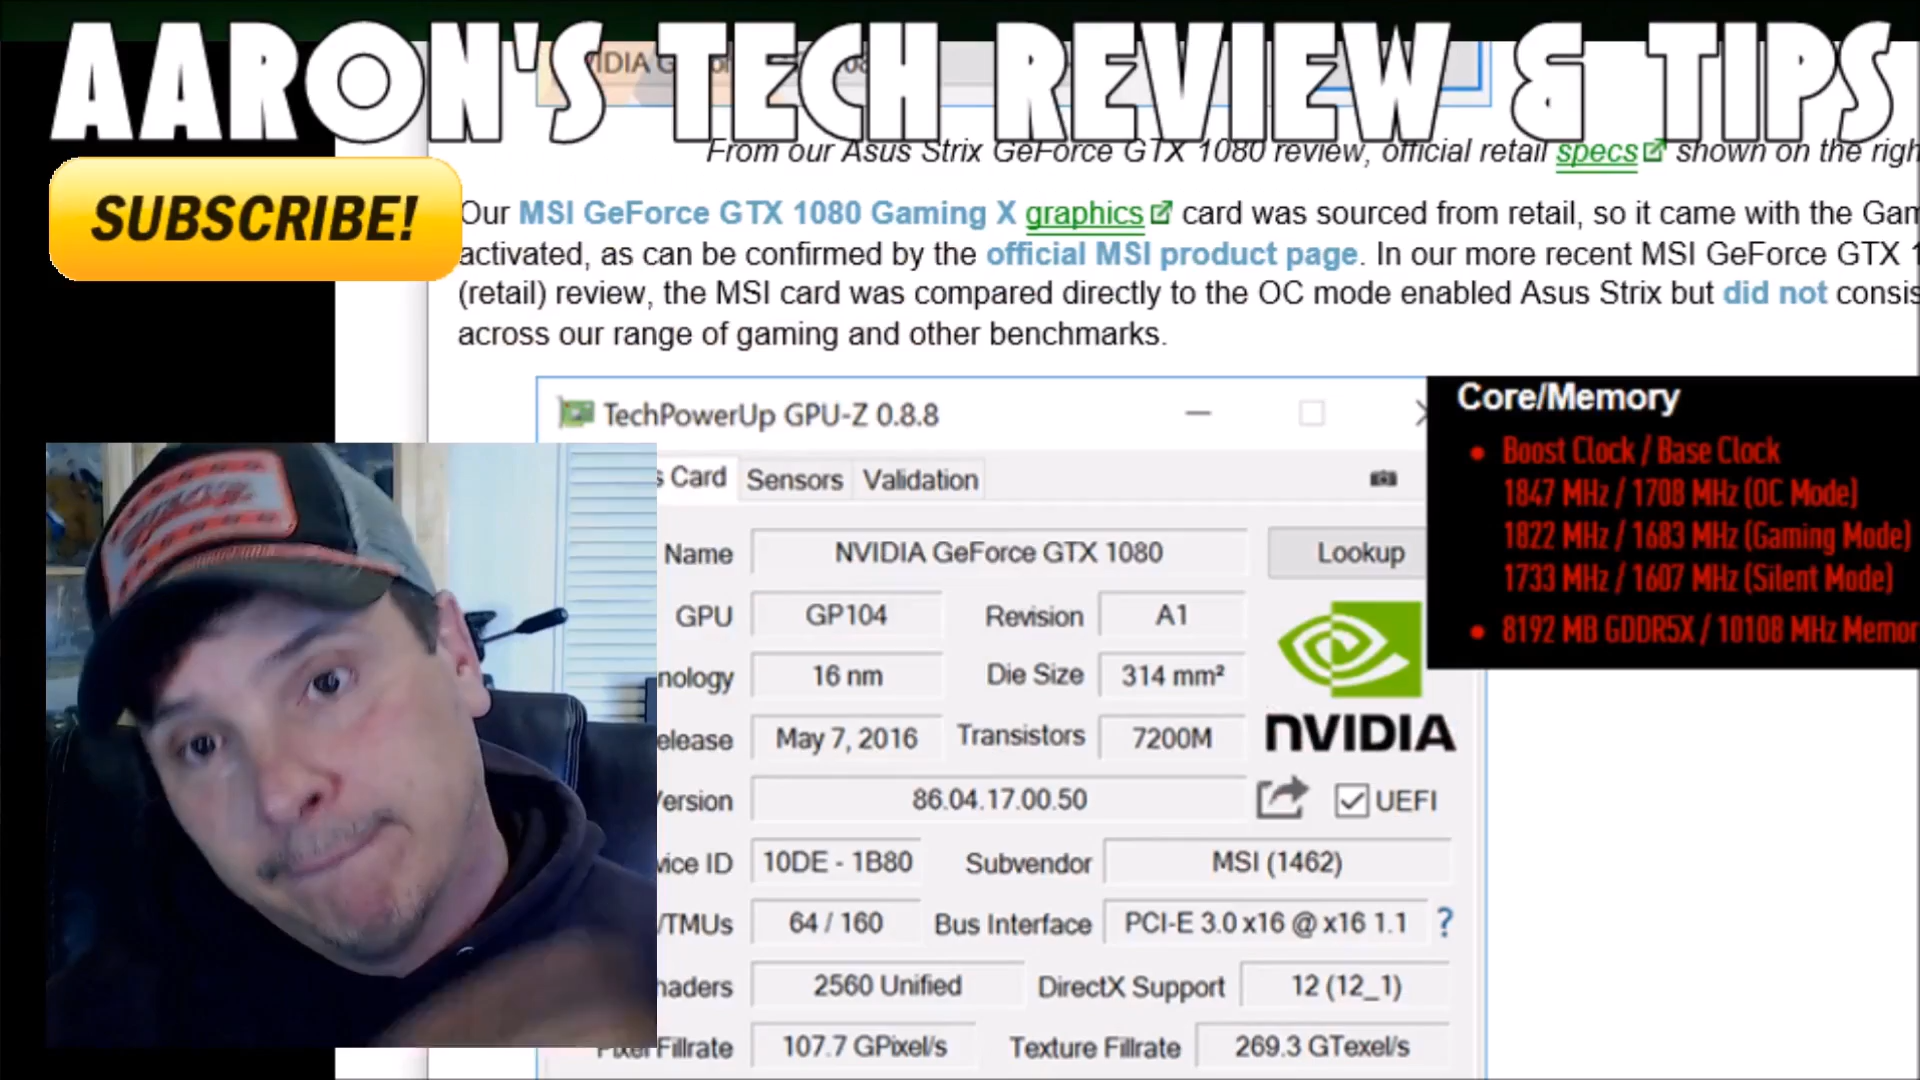 AARON'S TECH REVIEW & TIPS
From our Asus Strix GeForce GTX 1080 review, official retail specs shown on the righ
SUBSCRIBE!
Our MSI GeForce GTX 1080 Gaming X graphics card was sourced from retail, so it came with the Gam
activated, as can be confirmed by the official MSI product page. In our more recent MSI GeForce GTX 1
(retail) review, the MSI card was compared directly to the OC mode enabled Asus Strix but did not consis
across our range of gaming and other benchmarks.
TechPowerUp GPU-Z 0.8.8
s Card Sensors Validation
Name NVIDIA GeForce GTX 1080 Lookup
GPU GP104 Revision A1
nology 16 nm Die Size 314 mm²
elease May 7, 2016 Transistors 7200M
NVIDIA
Version 86.04.17.00.50 UEFI
vice ID 10DE - 1B80 Subvendor MSI (1462)
/TMUs 64 / 160 Bus Interface PCI-E 3.0 x16 @ x16 1.1 ?
haders 2560 Unified DirectX Support 12 (12_1)
Pixel Fillrate 107.7 GPixel/s Texture Fillrate 269.3 GTexel/s
Core/Memory
• Boost Clock / Base Clock
1847 MHz / 1708 MHz (OC Mode)
1822 MHz / 1683 MHz (Gaming Mode)
1733 MHz / 1607 MHz (Silent Mode)
• 8192 MB GDDR5X / 10108 MHz Memor